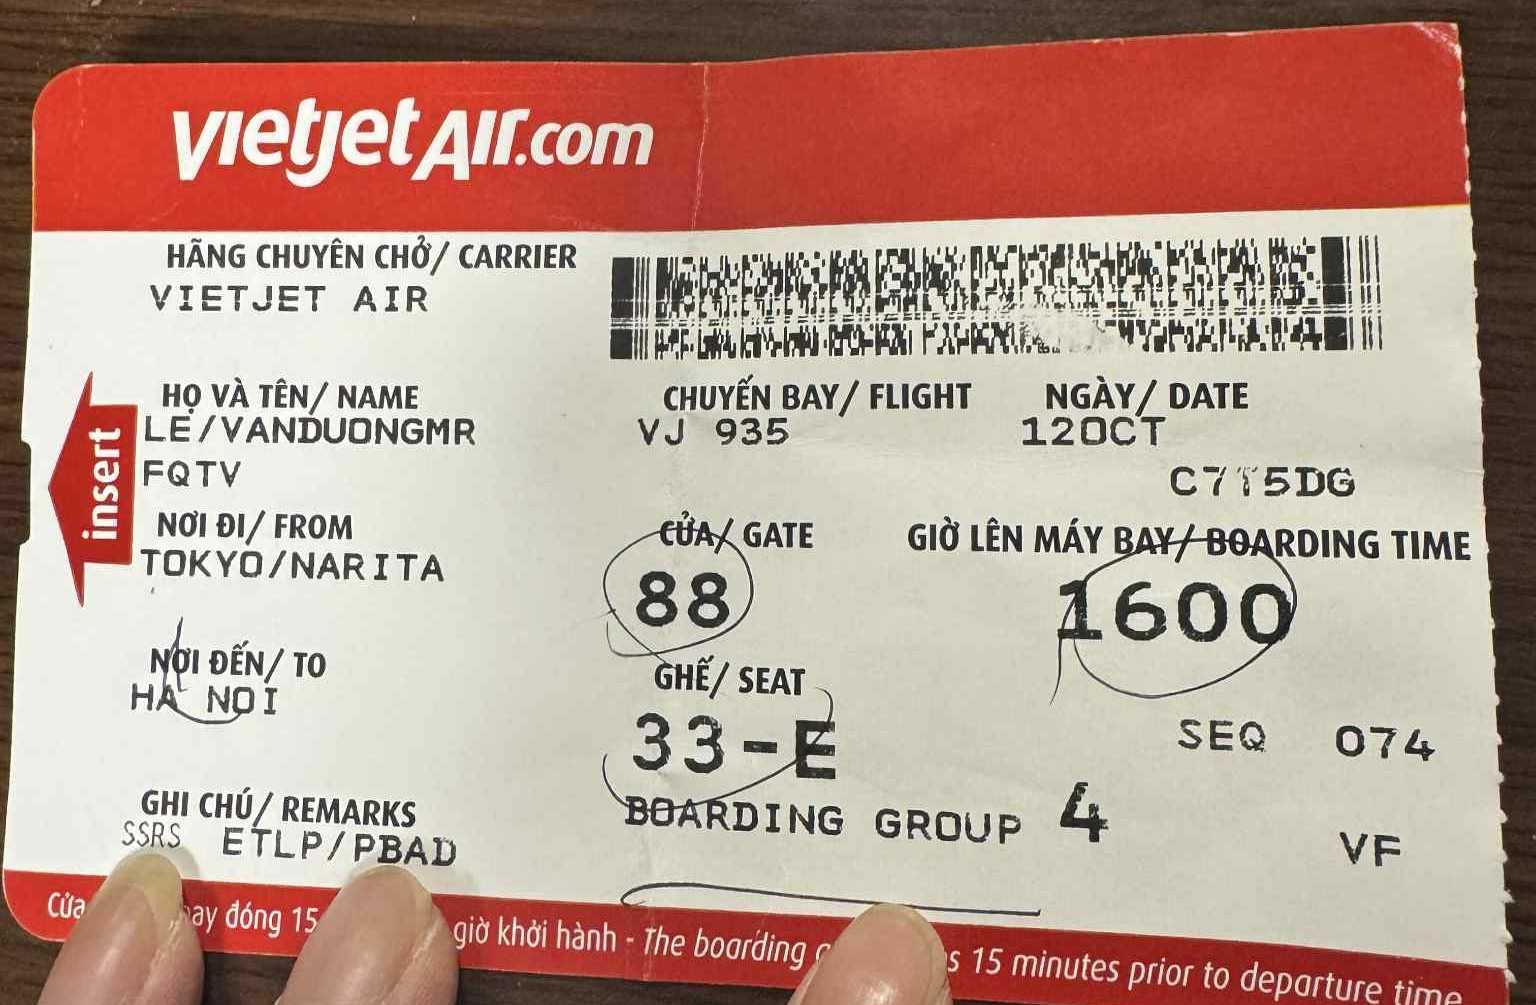 vietjetAir.com
HÃNG CHUYÊN CHỞ/ CARRIER
VIETJET AIR
HỌ VÀ TÊN/ NAME
LE/VANDUONGMR
FQTV
CHUYẾN BAY/ FLIGHT
VJ 935
NGÀY/ DATE
12OCT
C7T5DG
insert
NƠI ĐI/ FROM
TOKYO/NARITA
CỬA/ GATE
88
GIỜ LÊN MÁY BAY/ BOARDING TIME
1600
NƠI ĐẾN/ TO
HA NOI
GHẾ/ SEAT
33-E
SEQ 074
GHI CHÚ/ REMARKS
SSRS ETLP/PBAD
BOARDING GROUP 4
VF
Cửa đóng 15 giờ khởi hành - The boarding 15 minutes prior to departure time